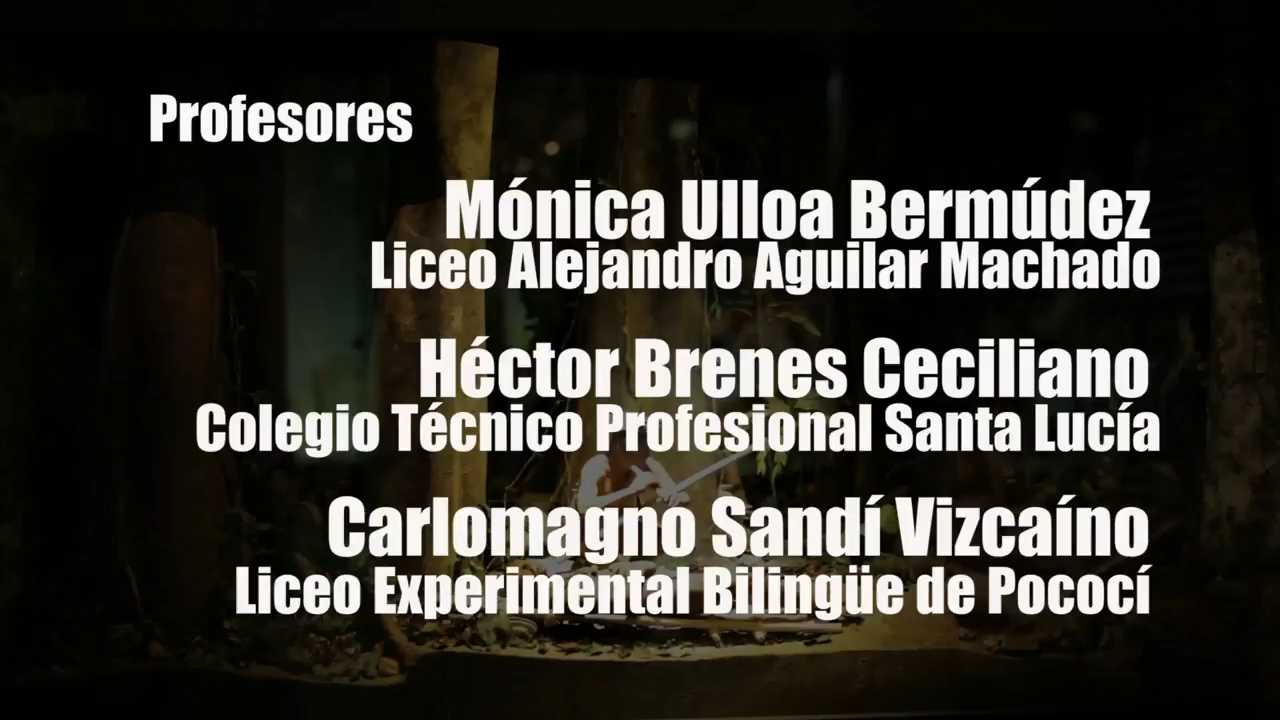 Profesores
Mónica Ulloa Bermúdez
Liceo Alejandro Aguilar Machado
Héctor Brenes Ceciliano
Colegio Técnico Profesional Santa Lucía
Carlomagno Sandí Vizcaíno
Liceo Experimental Bilingüe de Pococí